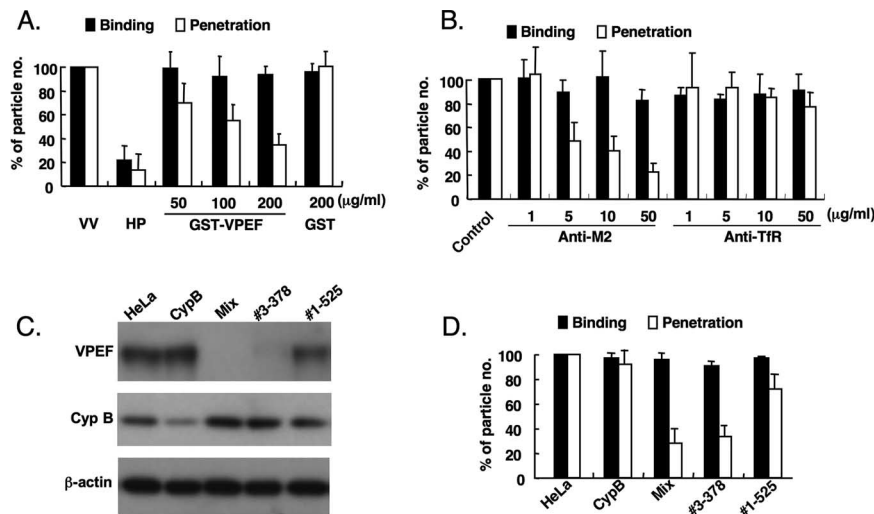 A.
Binding Penetration
% of particle no.
100
80
60
40
20
0
50 100 200 200 (μg/ml)
VV HP GST-VPEF GST
B.
Binding Penetration
% of particle no.
100
80
60
40
20
0
Control 1 5 10 50 1 5 10 50 (μg/ml)
Anti-M2 Anti-TfR
C.
HeLa CypB Mix #3-378 #1-525
VPEF
Cyp B
β-actin
D.
Binding Penetration
% of particle no.
100
80
60
40
20
0
HeLa CypB Mix #3-378 #1-525